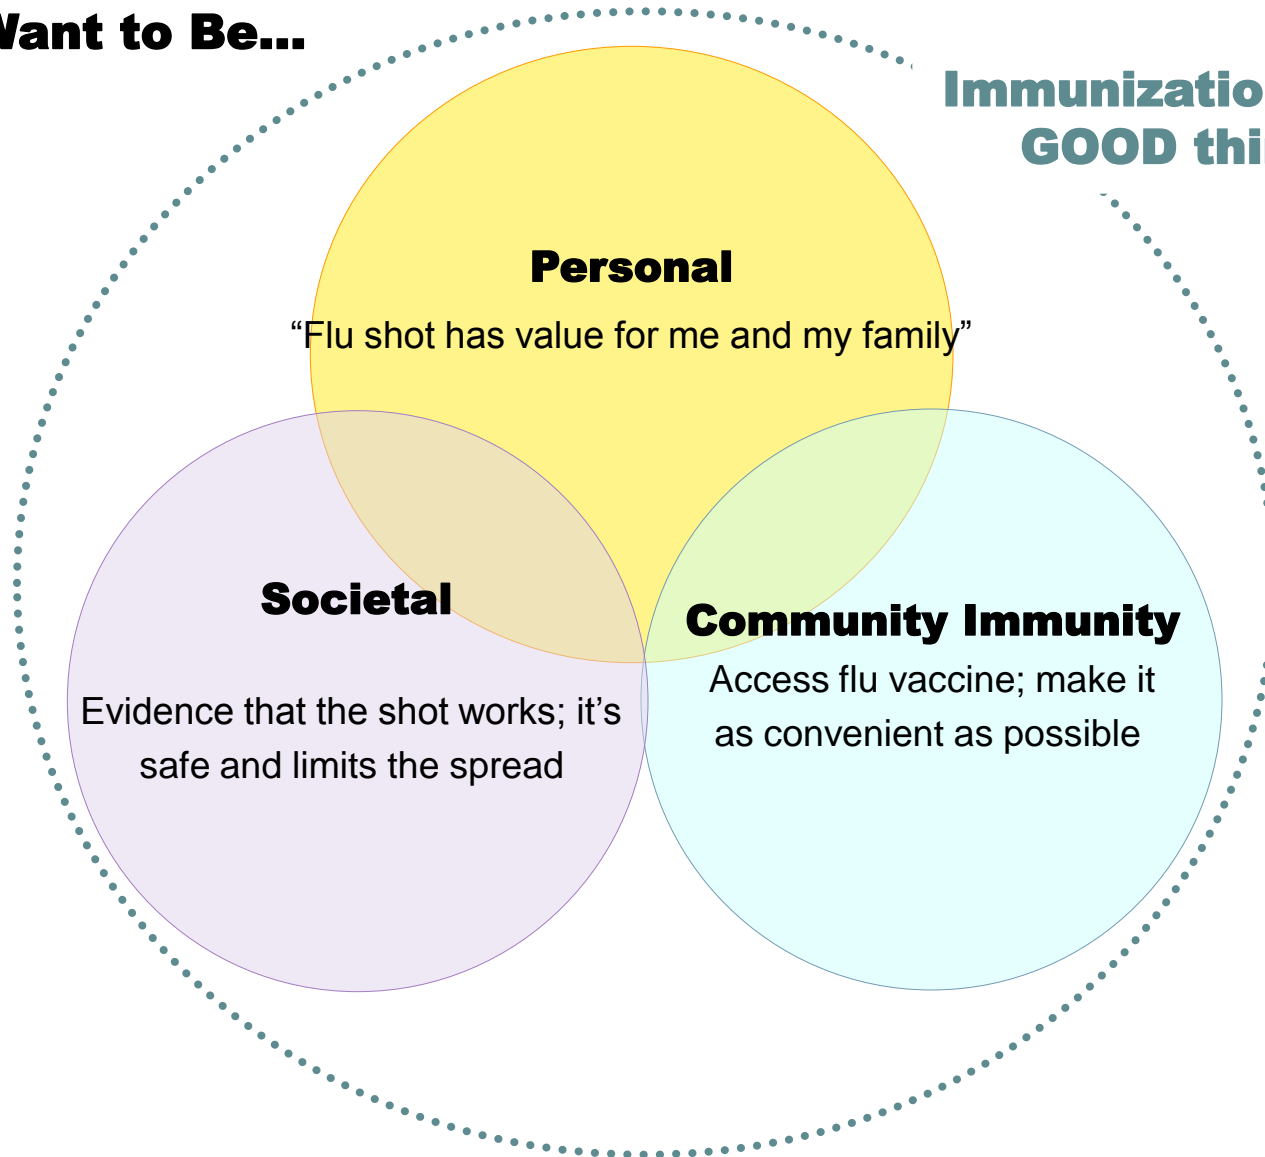 Want to Be...
Immunizatio
GOOD thi
Personal
“Flu shot has value for me and my family”
Societal
Evidence that the shot works; it’s
safe and limits the spread
Community Immunity
Access flu vaccine; make it
as convenient as possible